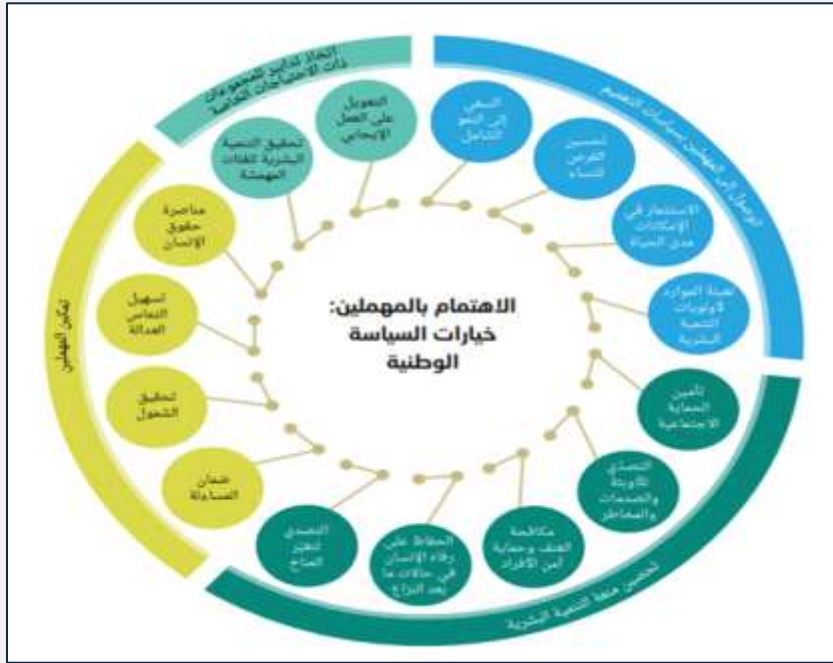 الاهتمام بالمهملين:
خيارات السياسة
الوطنية
الوصول إلى المهملين بسياسات التعميم
السعي
إلى النمو
الشامل
تحسين
الفرص
للنساء
الاستثمار في
الإمكانات
مدى الحياة
تعبئة الموارد
لأولويات
التنمية
البشرية
تحصين منعة التنمية البشرية
تأمين
الحماية
الاجتماعية
التصدي
للأوبئة
والصدمات
والمخاطر
مكافحة
العنف وحماية
أمن الأفراد
الحفاظ على
رفاه الإنسان
في حالات ما
بعد النزاع
التصدي
لتغير
المناخ
تمكين المهملين
ضمان
المساءلة
تحقيق
الشمول
تسهيل
التماس
العدالة
مناصرة
حقوق
الإنسان
اتخاذ تدابير للمجموعات
ذات الاحتياجات الخاصة
تحقيق التنمية
البشرية للفئات
المهمشة
التعويل
على العمل
الإيجابي